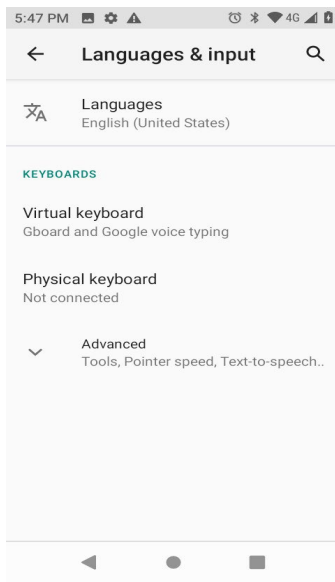 5:47 PM 4G
Languages & input
Languages
English (United States)
KEYBOARDS
Virtual keyboard
Gboard and Google voice typing
Physical keyboard
Not connected
Advanced
Tools, Pointer speed, Text-to-speech..